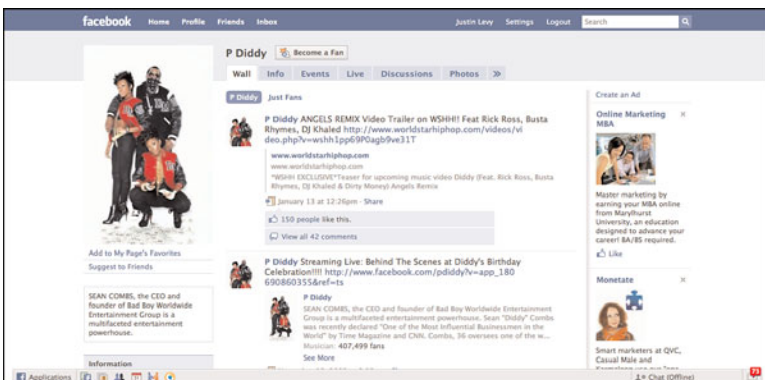 facebook Home Profile Friends Inbox Justin Levy Settings Logout Search
P Diddy Become a Fan
Wall Info Events Live Discussions Photos »
P Diddy Just Fans
P Diddy ANGELS REMIX Video Trailer on WSHH!! Feat Rick Ross, Busta
Rhymes, DJ Khaled http://www.worldstarhiphop.com/videos/vi
deo.php?v=wshh1pp69P0agb9ve31T
www.worldstarhiphop.com
www.worldstarhiphop.com
*WSHH EXCLUSIVE*Teaser for upcoming music video Diddy (Feat. Rick Ross, Busta
Rhymes, DJ Khaled & Dirty Money) Angels Remix
January 13 at 12:26pm · Share
150 people like this.
View all 42 comments
P Diddy Streaming Live: Behind The Scenes at Diddy's Birthday
Celebration!!!! http://www.facebook.com/pdiddy?v=app_180
690860355&ref=ts
P Diddy
SEAN COMBS, the CEO and founder of Bad Boy Worldwide Entertainment
Group is a multifaceted entertainment powerhouse. Sean "Diddy" Combs
was recently declared "One of the Most Influential Businessmen in the
World" by Time Magazine and CNN. Combs, 36 oversees one of the w...
Musician: 407,499 fans
See More
Add to My Page's Favorites
Suggest to Friends
SEAN COMBS, the CEO and
founder of Bad Boy Worldwide
Entertainment Group is a
multifaceted entertainment
powerhouse.
Information
Create an Ad
Online Marketing
MBA
Master marketing by
earning your MBA online
from Marylhurst
University, an education
designed to advance your
career! BA/BS required.
Like
Monetate
Smart marketers at QVC,
Casual Male and
Applications
Chat (Offline)
73